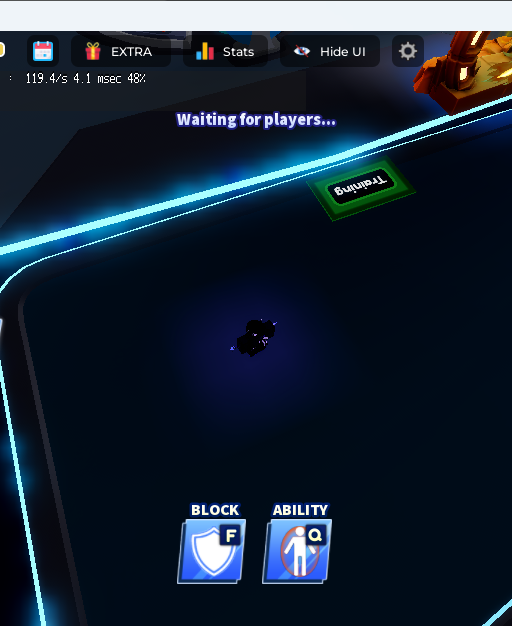 EXTRA
Stats
Hide UI
: 119.4/s 4.1 msec 48%
Waiting for players...
Training
BLOCK
ABILITY
F
Q